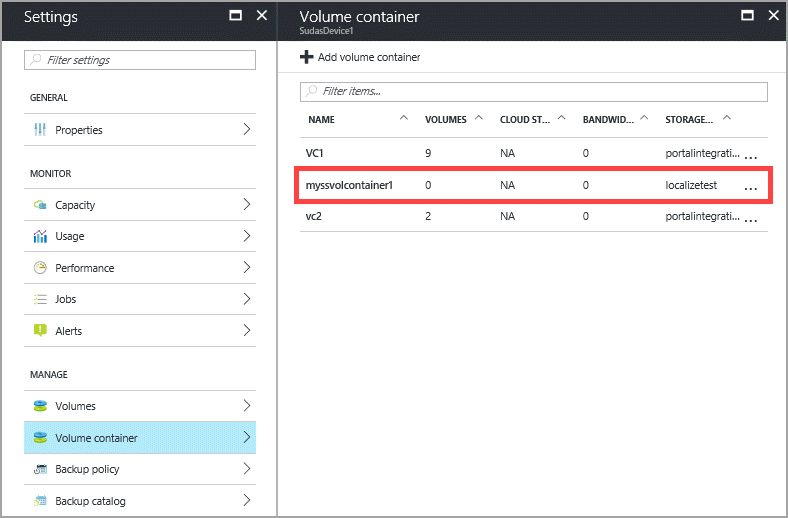 Settings
Filter settings
GENERAL
Properties
MONITOR
Capacity
Usage
Performance
Jobs
Alerts
MANAGE
Volumes
Volume container
Backup policy
Backup catalog
Volume container
SudasDevice1
Add volume container
Filter items...
NAME VOLUMES CLOUD ST... BANDWID... STORAGE...
VC1 9 NA 0 portalintegrati... ...
myssvolcontainer1 0 NA 0 localizetest ...
vc2 2 NA 0 portalintegrati... ...